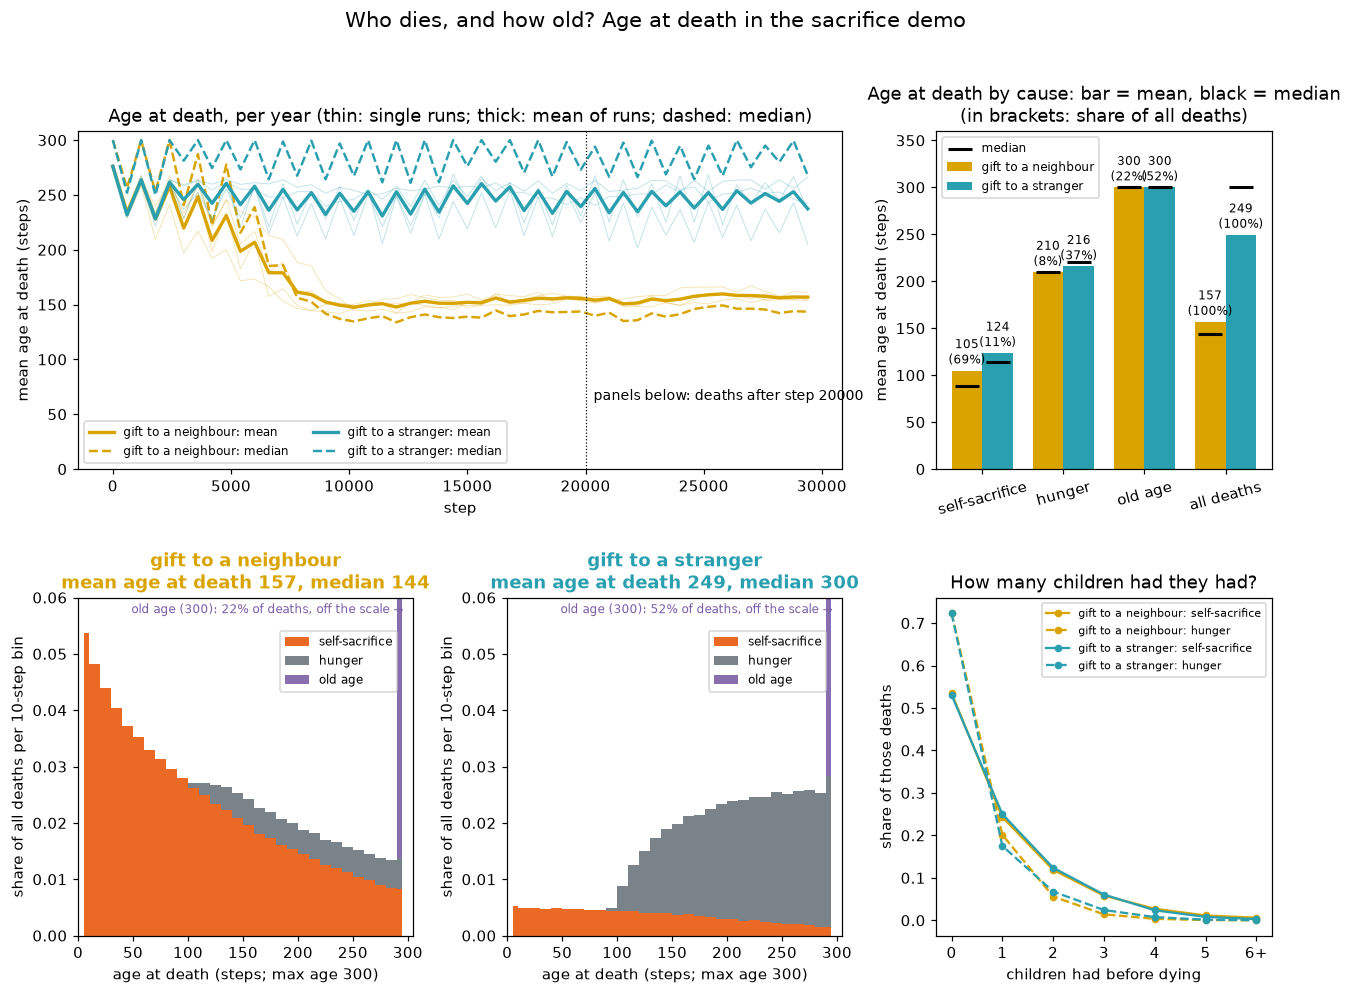 Who dies, and how old? Age at death in the sacrifice demo
Age at death, per year (thin: single runs; thick: mean of runs; dashed: median)
mean age at death (steps)
300
250
200
150
100
50
0
panels below: deaths after step 20000
gift to a neighbour: mean
gift to a neighbour: median
gift to a stranger: mean
gift to a stranger: median
0
5000
10000
15000
20000
25000
30000
step
Age at death by cause: bar = mean, black = median
(in brackets: share of all deaths)
mean age at death (steps)
350
300
250
200
150
100
50
0
median
gift to a neighbour
gift to a stranger
105
(69%)
124
(11%)
210
(8%)
216
(37%)
300
(22%)
300
(52%)
157
(100%)
249
(100%)
self-sacrifice
hunger
old age
all deaths
gift to a neighbour
mean age at death 157, median 144
share of all deaths per 10-step bin
0.06
0.05
0.04
0.03
0.02
0.01
0.00
old age (300): 22% of deaths, off the scale →
self-sacrifice
hunger
old age
0
50
100
150
200
250
300
age at death (steps; max age 300)
gift to a stranger
mean age at death 249, median 300
share of all deaths per 10-step bin
0.06
0.05
0.04
0.03
0.02
0.01
0.00
old age (300): 52% of deaths, off the scale →
self-sacrifice
hunger
old age
0
50
100
150
200
250
300
age at death (steps; max age 300)
How many children had they had?
share of those deaths
0.7
0.6
0.5
0.4
0.3
0.2
0.1
0.0
gift to a neighbour: self-sacrifice
gift to a neighbour: hunger
gift to a stranger: self-sacrifice
gift to a stranger: hunger
0
1
2
3
4
5
6+
children had before dying